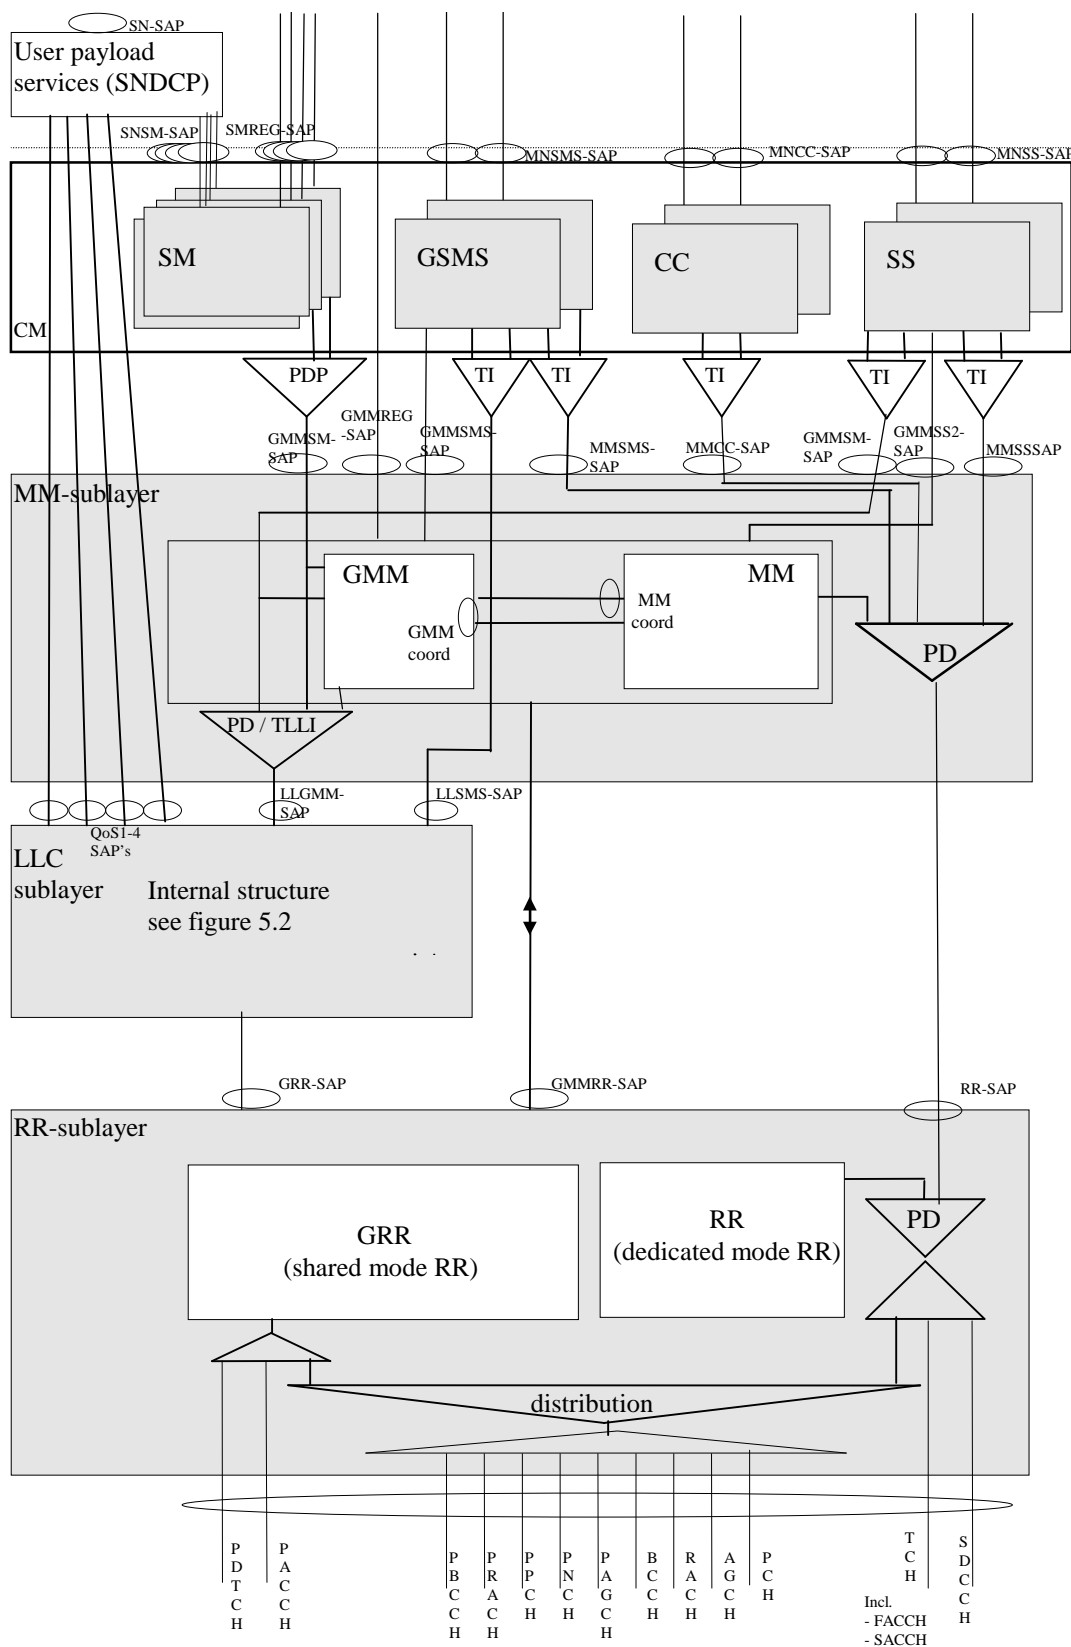 SN-SAP
User payload
services (SNDCP)
SNSM-SAP
SMREG-SAP
MNSMS-SAP
MNCC-SAP
MNSS-SAP
SM
GSMS
CC
SS
CM
PDP
TI
TI
TI
TI
TI
GMMSM-
SAP
GMMREG
-SAP
GMMSMS-
SAP
MMSMS-
SAP
MMCC-SAP
GMMSM-
SAP
GMMSS2-
SAP
MMSSSAP
MM-sublayer
GMM
GMM
coord
MM
MM
coord
PD
PD / TLLI
LLGMM-
SAP
LLSMS-SAP
QoS1-4
SAP's
LLC
sublayer
Internal structure
see figure 5.2
GRR-SAP
GMMRR-SAP
RR-SAP
RR-sublayer
GRR
(shared mode RR)
RR
(dedicated mode RR)
PD
distribution
PDTCH
PACCH
PBCCH
PRACH
PPCH
PNCH
PAGCH
BCCH
RACH
AGCH
PCH
TCH
Incl.
- FACCH
- SACCH
SDCCH